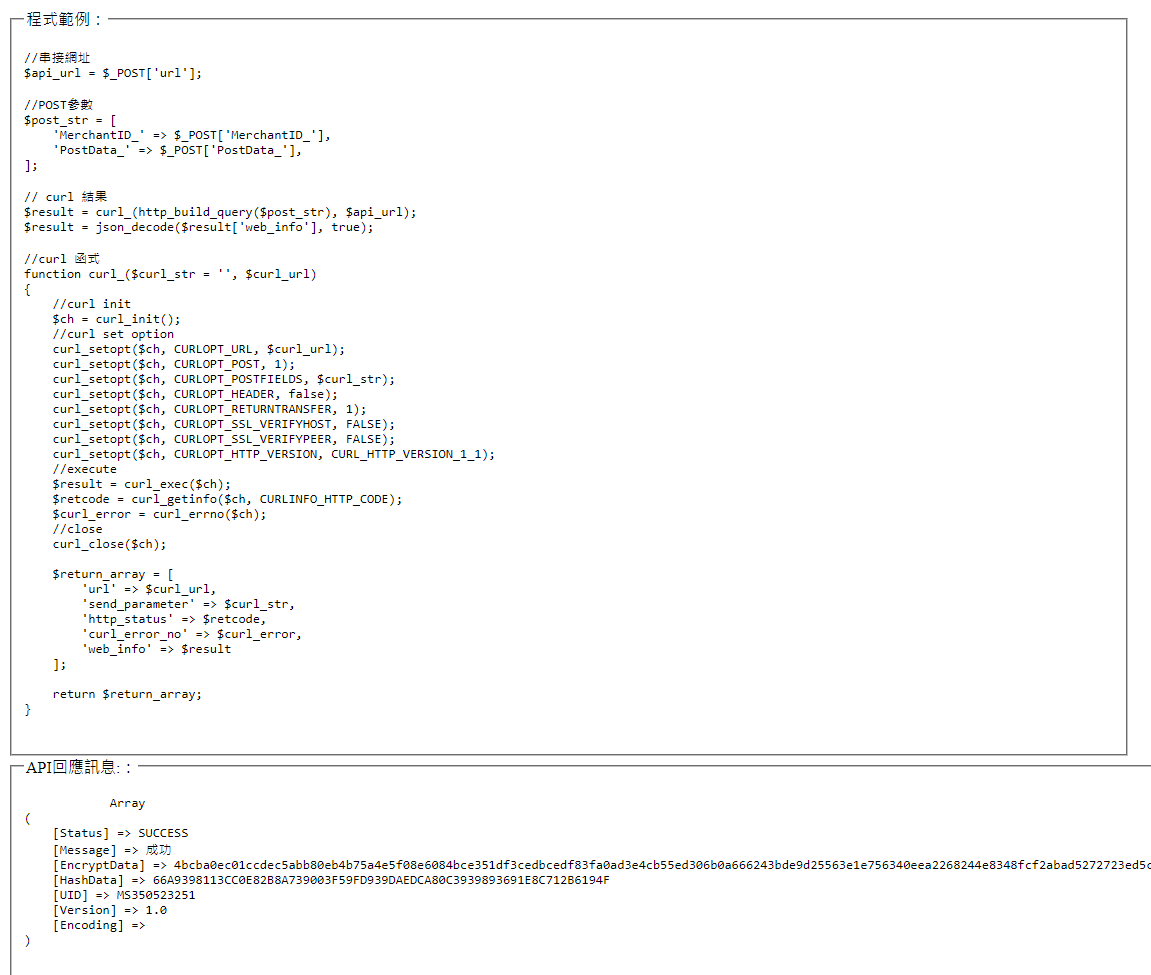 程式範例：
//串接網址
$api_url = $_POST['url'];
//POST參數
$post_str = [
    'MerchantID_' => $_POST['MerchantID_'],
    'PostData_' => $_POST['PostData_'],
];
// curl 結果
$result = curl_(http_build_query($post_str), $api_url);
$result = json_decode($result['web_info'], true);
//curl 函式
function curl_($curl_str = '', $curl_url)
{
    //curl init
    $ch = curl_init();
    //curl set option
    curl_setopt($ch, CURLOPT_URL, $curl_url);
    curl_setopt($ch, CURLOPT_POST, 1);
    curl_setopt($ch, CURLOPT_POSTFIELDS, $curl_str);
    curl_setopt($ch, CURLOPT_HEADER, false);
    curl_setopt($ch, CURLOPT_RETURNTRANSFER, 1);
    curl_setopt($ch, CURLOPT_SSL_VERIFYHOST, FALSE);
    curl_setopt($ch, CURLOPT_SSL_VERIFYPEER, FALSE);
    curl_setopt($ch, CURLOPT_HTTP_VERSION, CURL_HTTP_VERSION_1_1);
    //execute
    $result = curl_exec($ch);
    $retcode = curl_getinfo($ch, CURLINFO_HTTP_CODE);
    $curl_error = curl_errno($ch);
    //close
    curl_close($ch);
    $return_array = [
        'url' => $curl_url,
        'send_parameter' => $curl_str,
        'http_status' => $retcode,
        'curl_error_no' => $curl_error,
        'web_info' => $result
    ];
    return $return_array;
}
API回應訊息:：
Array
(
    [Status] => SUCCESS
    [Message] => 成功
    [EncryptData] => 4bcba0ec01ccdec5abb80eb4b75a4e5f08e6084bce351df3cedbcedf83fa0ad3e4cb55ed306b0a666243bde9d25563e1e756340eea2268244e8348fcf2abad5272723ed5c
    [HashData] => 66A9398113CC0E82B8A739003F59FD939DAEDCA80C3939893691E8C712B6194F
    [UID] => MS350523251
    [Version] => 1.0
    [Encoding] =>
)